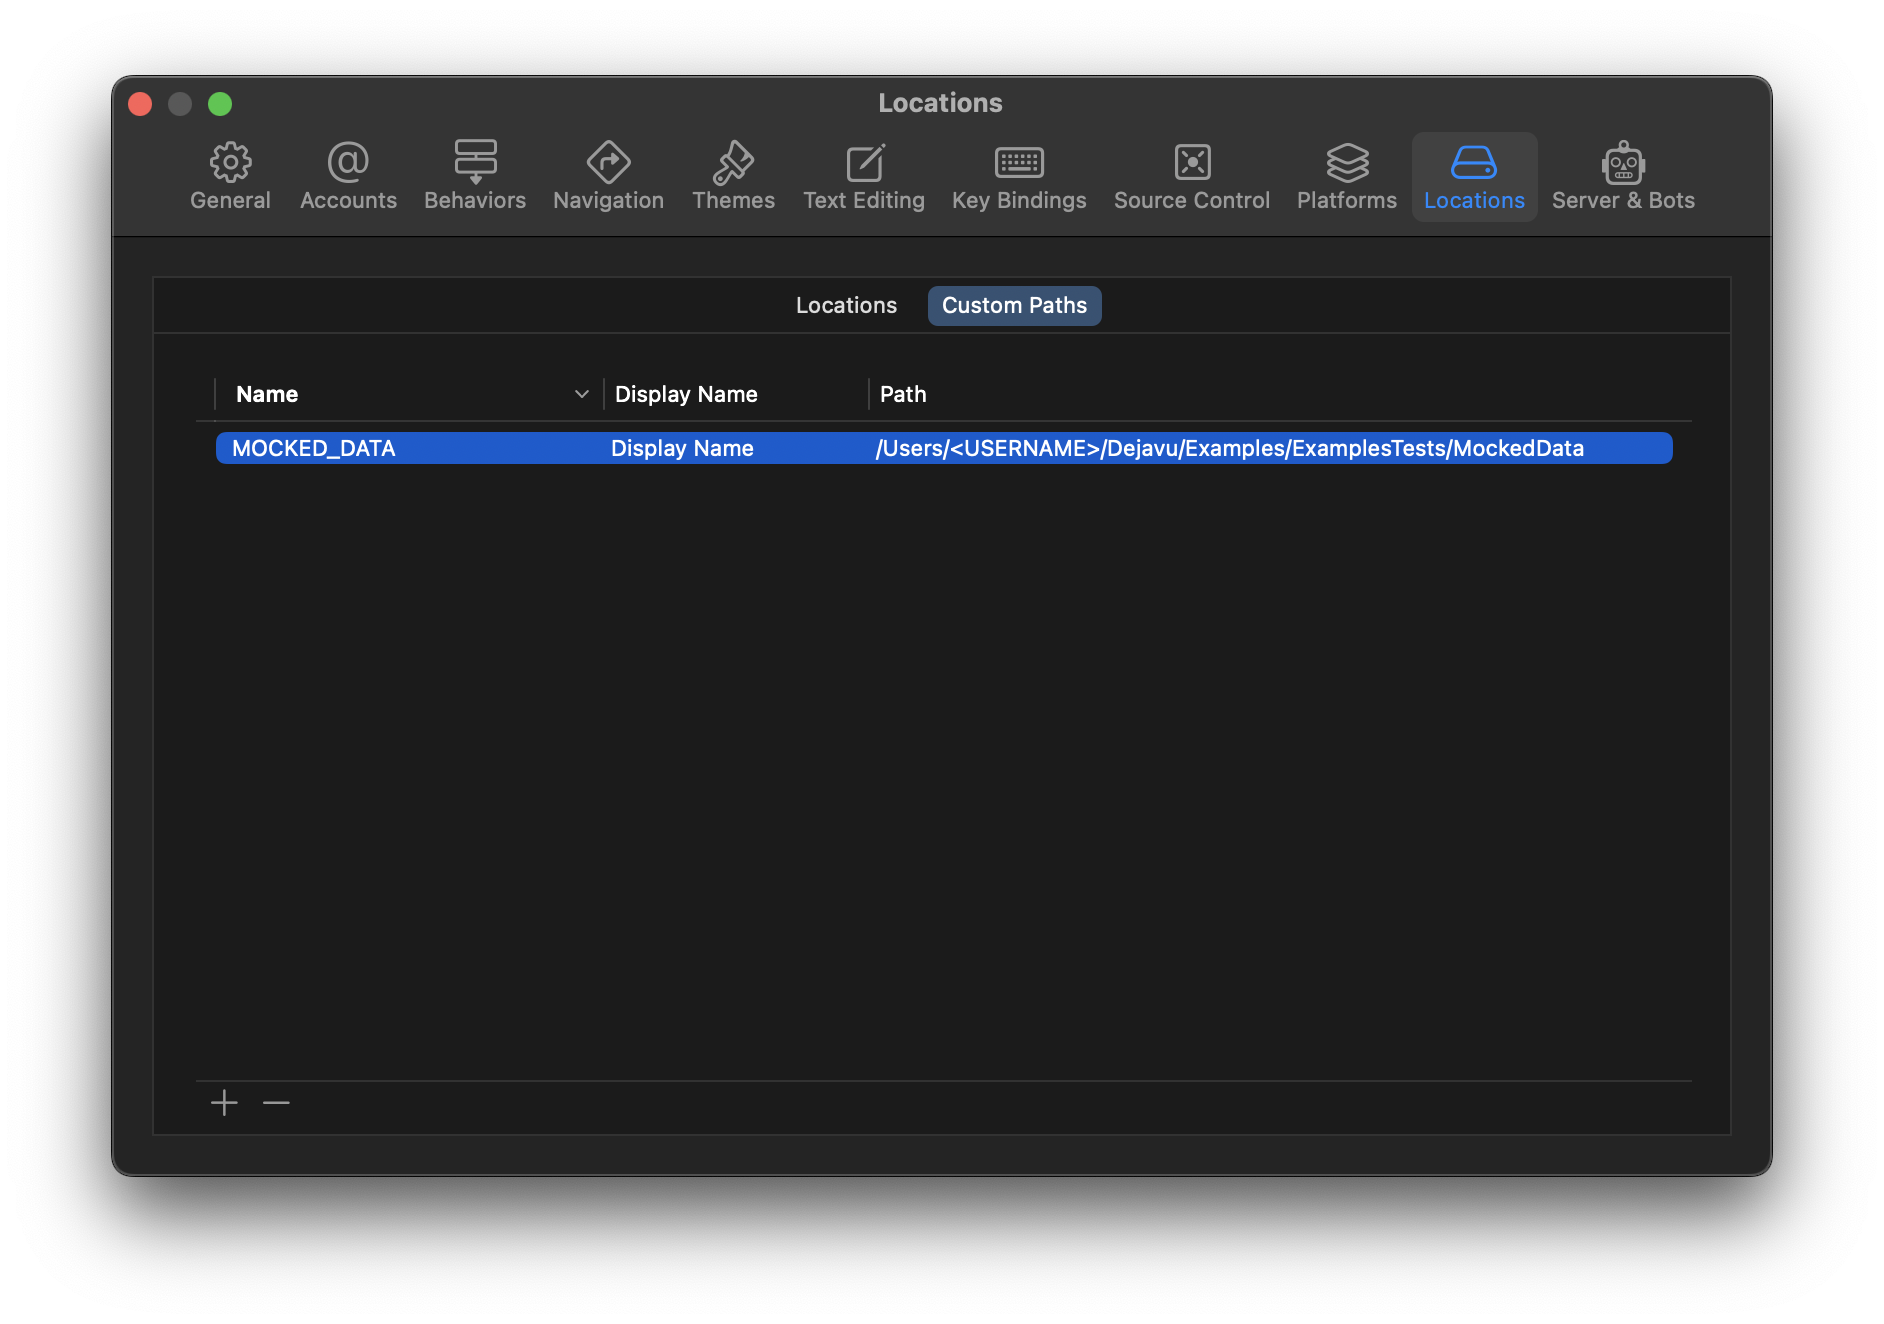 Locations
General Accounts Behaviors Navigation Themes Text Editing Key Bindings Source Control Platforms Locations Server & Bots
Locations Custom Paths
Name Display Name Path
MOCKED_DATA Display Name /Users/<USERNAME>/Dejavu/Examples/ExamplesTests/MockedData